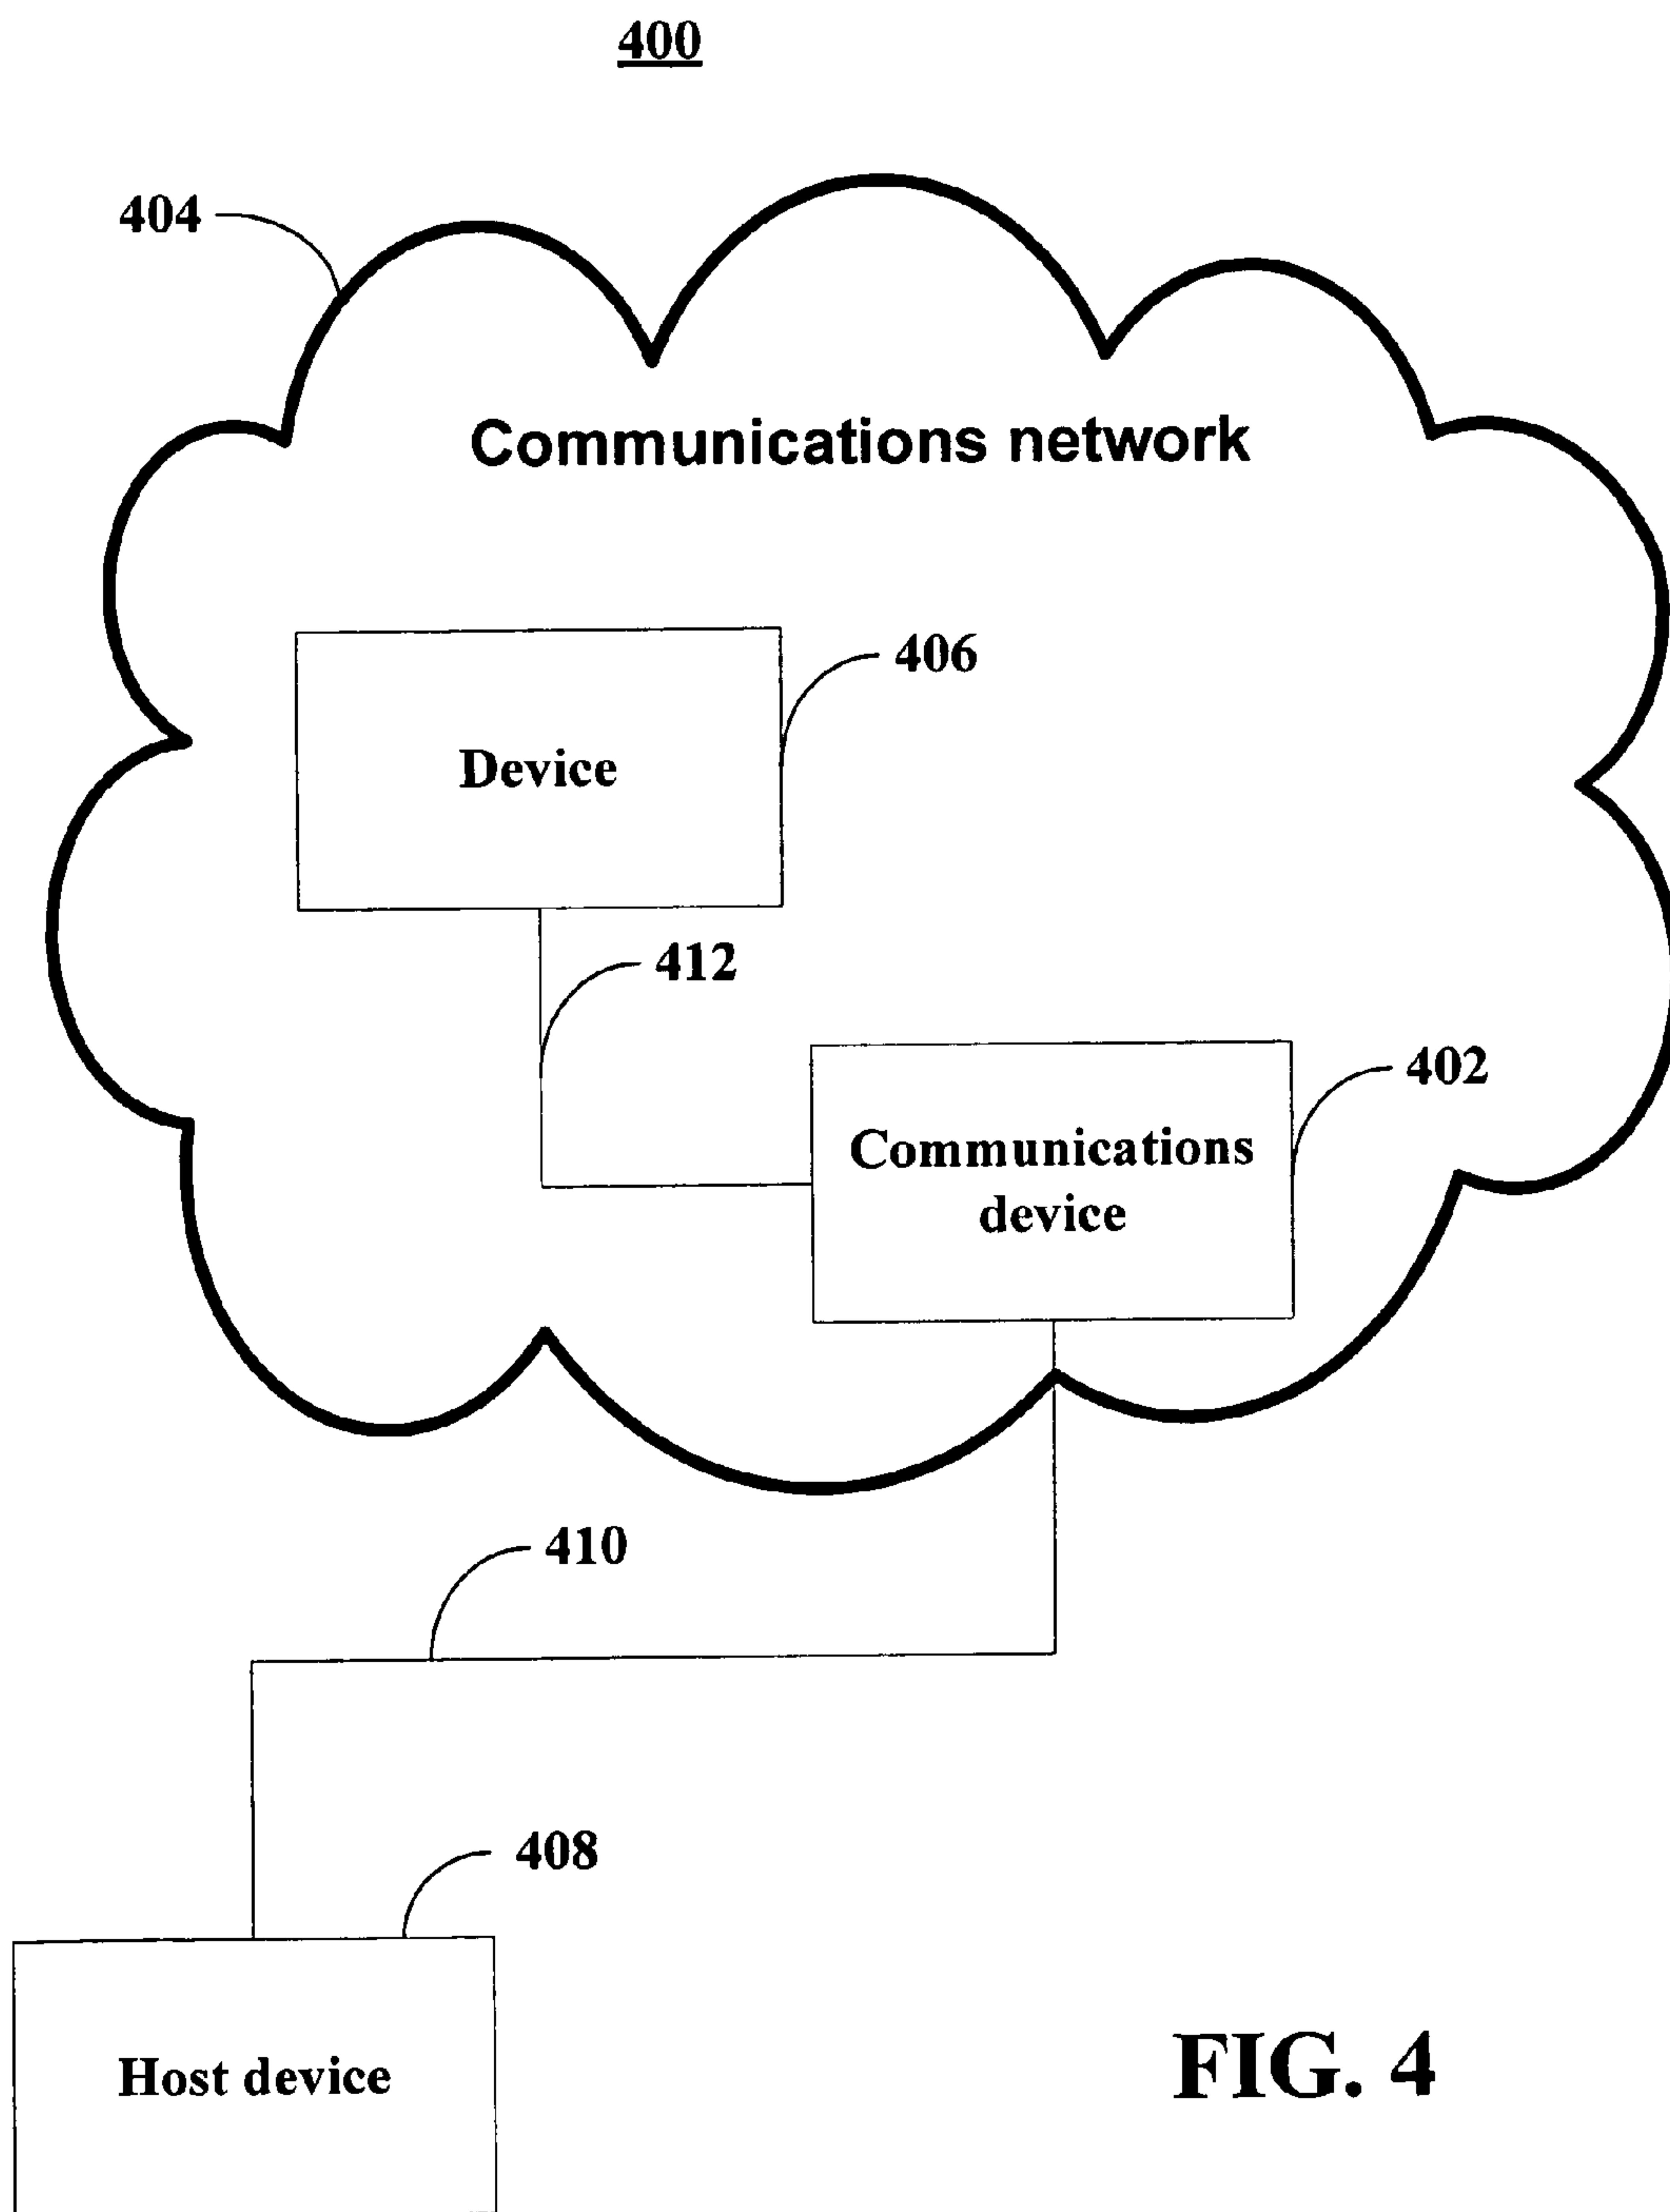 400
404
Communications network
406
Device
412
402
Communications
device
410
408
Host device
FIG. 4